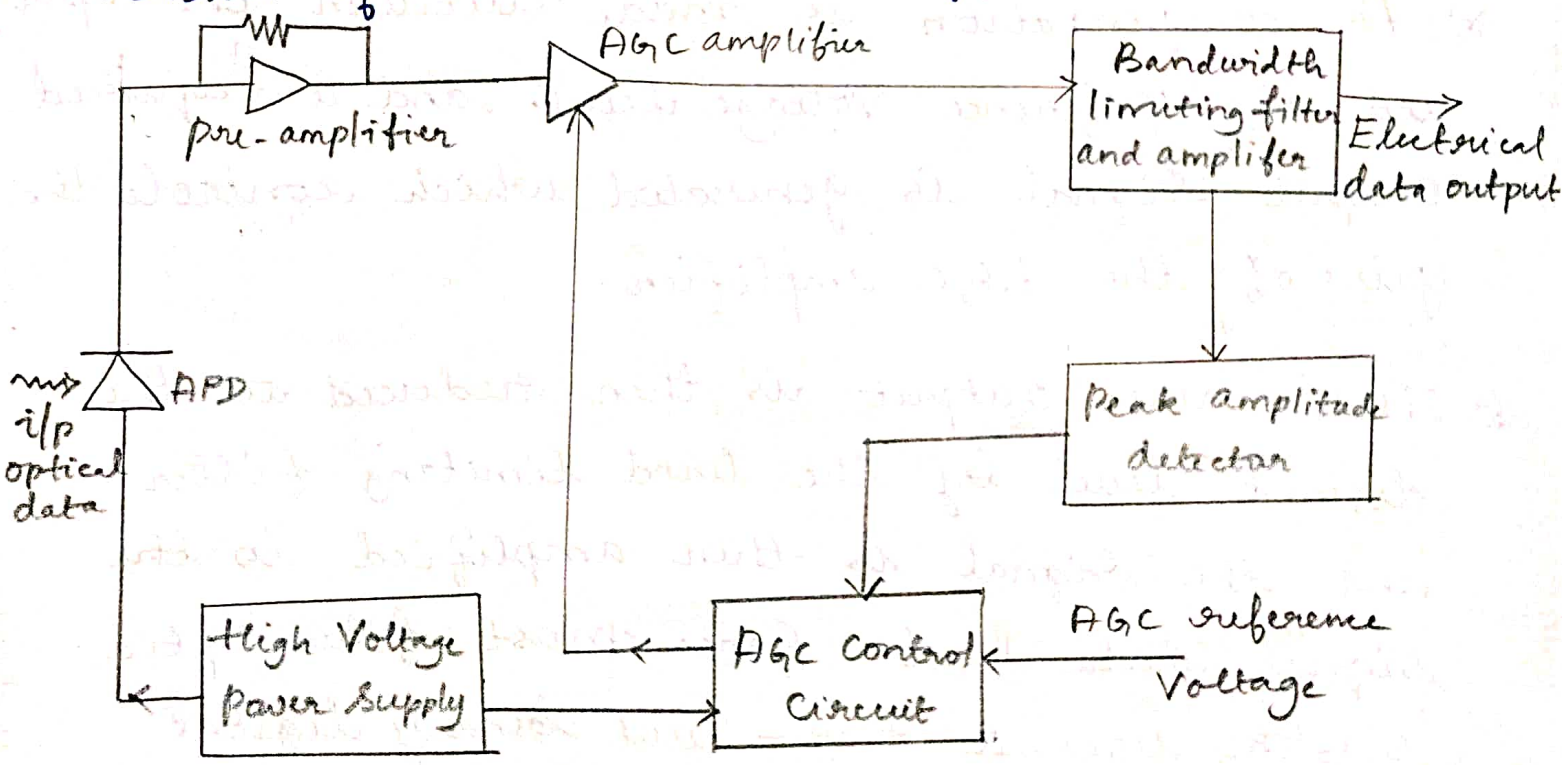 AGC amplifier
pre-amplifier
Bandwidth
limiting filter
and amplifer
Electrical
data output
APD
i/p
optical
data
Peak amplitude
detector
High Voltage
Power Supply
AGC Control
Circuit
AGC reference
Voltage